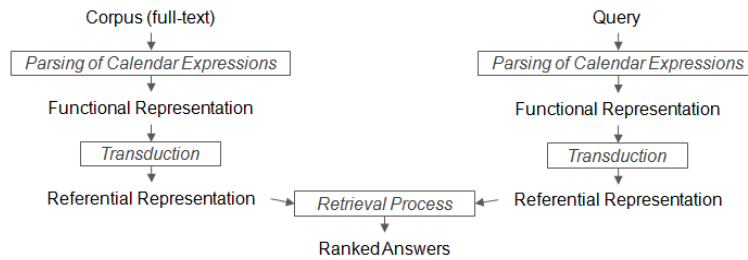 Corpus (full-text)
Query
Parsing of Calendar Expressions
Parsing of Calendar Expressions
Functional Representation
Functional Representation
Transduction
Transduction
Referential Representation
Retrieval Process
Referential Representation
Ranked Answers